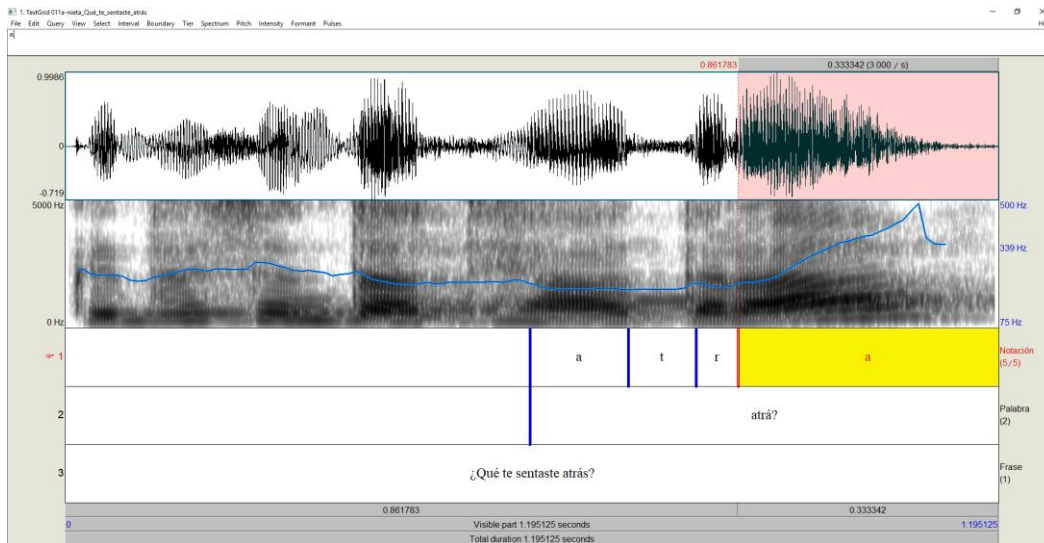 1. TextGrid 011a-nieta_Qué_te_sentaste_atrás
File Edit Query View Select Interval Boundary Tier Spectrum Pitch Intensity Formant Pulses
a
0.861783 0.333342 (3.000 / s)
0.9986
0
-0.719
5000 Hz 500 Hz
339 Hz
0 Hz 75 Hz
1 a t r a Notación
(5/5)
2 atrá? Palabra
(2)
3 ¿Qué te sentaste atrás? Frase
(1)
0.861783 0.333342
0 Visible part 1.195125 seconds 1.195125
Total duration 1.195125 seconds